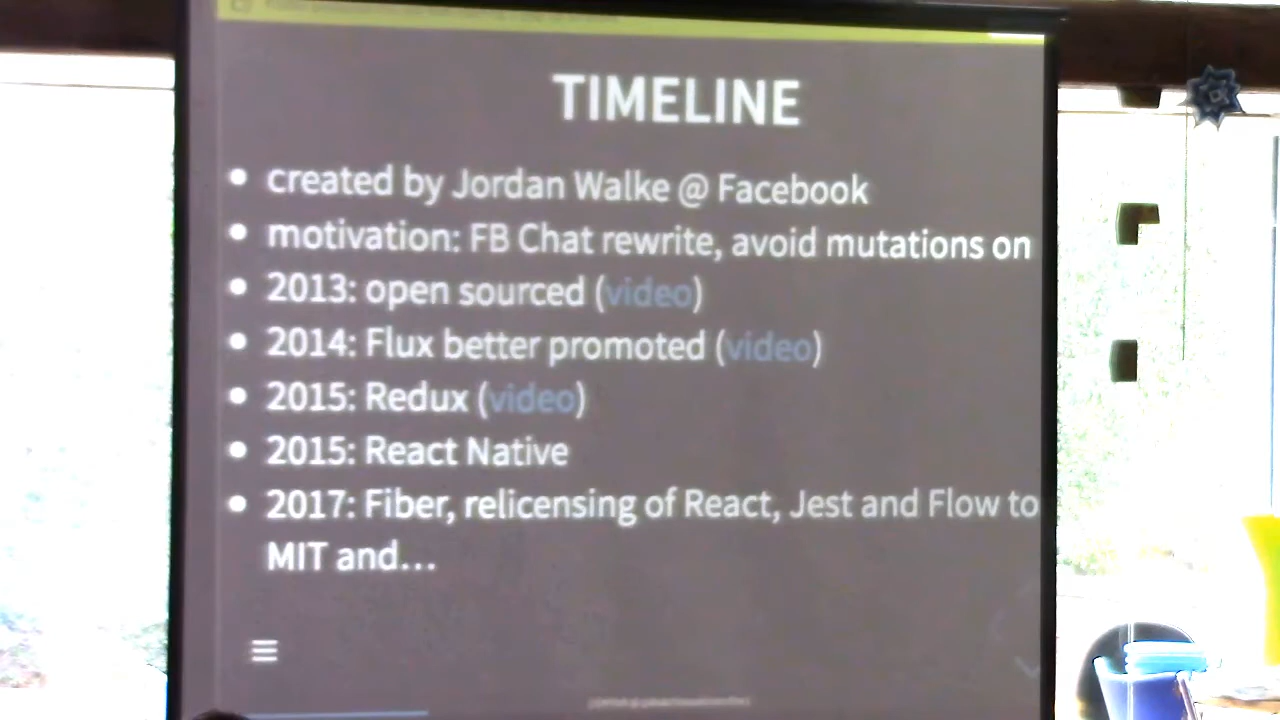 TIMELINE
• created by Jordan Walke @ Facebook
• motivation: FB Chat rewrite, avoid mutations on
• 2013: open sourced (video)
• 2014: Flux better promoted (video)
• 2015: Redux (video)
• 2015: React Native
• 2017: Fiber, relicensing of React, Jest and Flow to
MIT and...